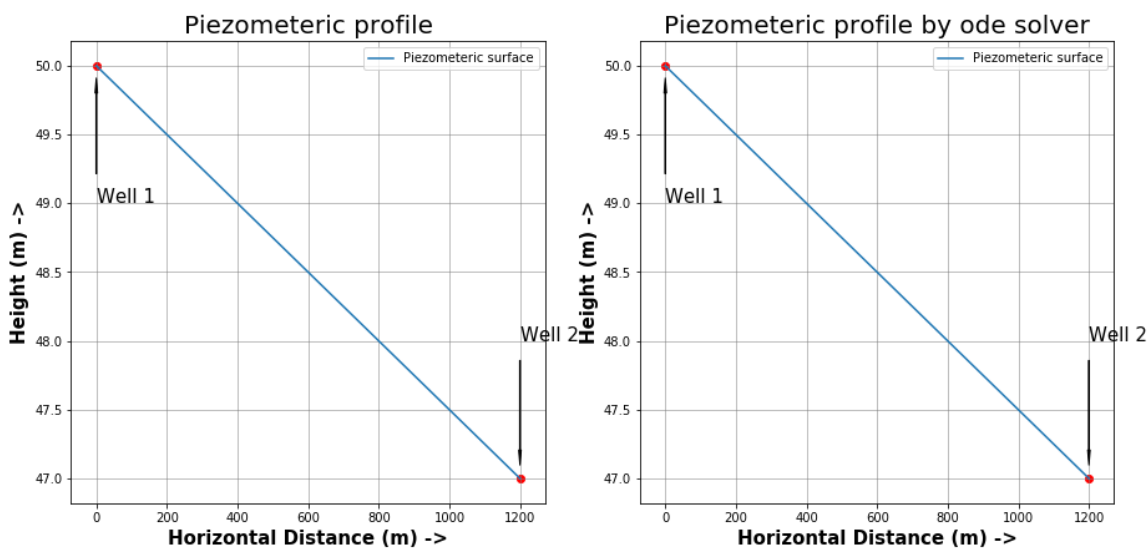 Piezometeric profile
Piezometeric surface
50.0
49.5
49.0
48.5
48.0
47.5
47.0
Height (m) ->
Well 1
Well 2
0
200
400
600
800
1000
1200
Horizontal Distance (m) ->
Piezometeric profile by ode solver
Piezometeric surface
50.0
49.5
49.0
48.5
48.0
47.5
47.0
Height (m) ->
Well 1
Well 2
0
200
400
600
800
1000
1200
Horizontal Distance (m) ->